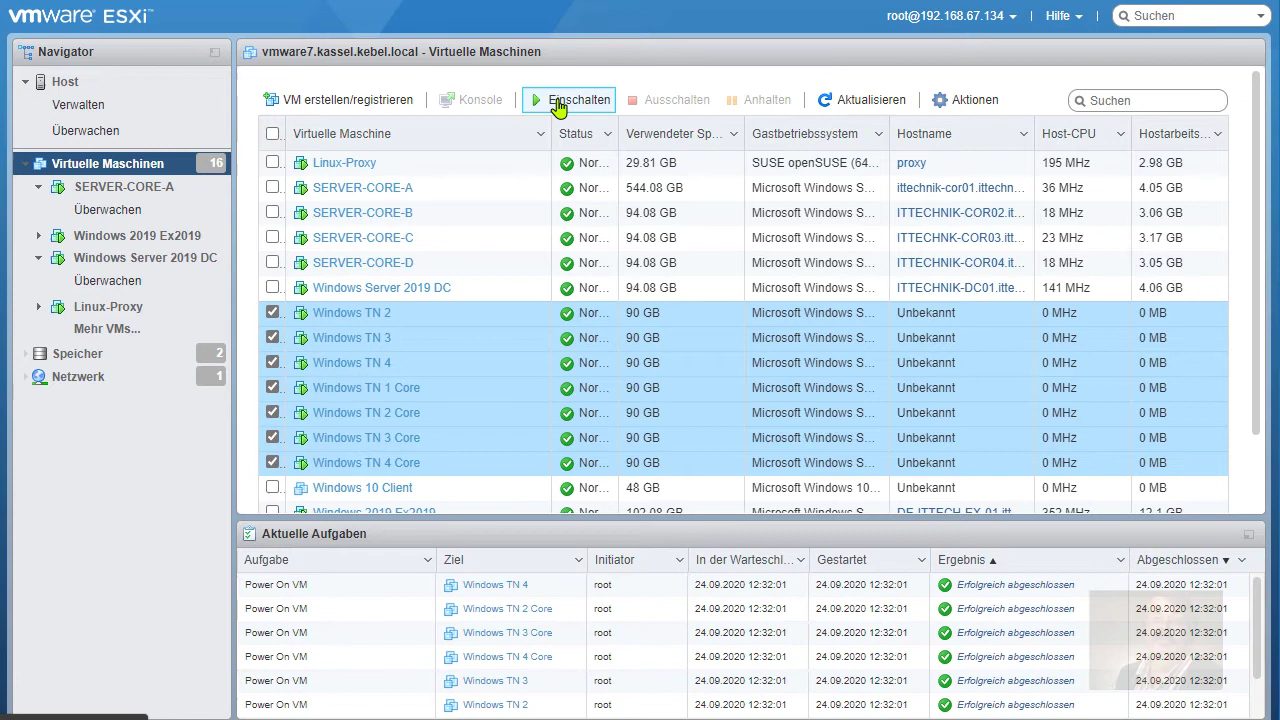 vmware ESXi™
root@192.168.67.134
Hilfe
Suchen
Navigator
Host
Verwalten
Überwachen
Virtuelle Maschinen 16
SERVER-CORE-A
Überwachen
Windows 2019 Ex2019
Windows Server 2019 DC
Überwachen
Linux-Proxy
Mehr VMs...
Speicher 2
Netzwerk 1
vmware7.kassel.kebel.local - Virtuelle Maschinen
VM erstellen/registrieren Konsole Einschalten Ausschalten Anhalten Aktualisieren Aktionen Suchen
Virtuelle Maschine Status Verwendeter Sp... Gastbetriebssystem Hostname Host-CPU Hostarbeits...
Linux-Proxy Nor... 29.81 GB SUSE openSUSE (64... proxy 195 MHz 2.98 GB
SERVER-CORE-A Nor... 544.08 GB Microsoft Windows S... ittechnik-cor01.ittechn... 36 MHz 4.05 GB
SERVER-CORE-B Nor... 94.08 GB Microsoft Windows S... ITTECHNIK-COR02.it... 18 MHz 3.06 GB
SERVER-CORE-C Nor... 94.08 GB Microsoft Windows S... ITTECHNIK-COR03.itt... 23 MHz 3.17 GB
SERVER-CORE-D Nor... 94.08 GB Microsoft Windows S... ITTECHNIK-COR04.itt... 18 MHz 3.05 GB
Windows Server 2019 DC Nor... 94.08 GB Microsoft Windows S... ITTECHNIK-DC01.itte... 141 MHz 4.06 GB
Windows TN 2 Nor... 90 GB Microsoft Windows S... Unbekannt 0 MHz 0 MB
Windows TN 3 Nor... 90 GB Microsoft Windows S... Unbekannt 0 MHz 0 MB
Windows TN 4 Nor... 90 GB Microsoft Windows S... Unbekannt 0 MHz 0 MB
Windows TN 1 Core Nor... 90 GB Microsoft Windows S... Unbekannt 0 MHz 0 MB
Windows TN 2 Core Nor... 90 GB Microsoft Windows S... Unbekannt 0 MHz 0 MB
Windows TN 3 Core Nor... 90 GB Microsoft Windows S... Unbekannt 0 MHz 0 MB
Windows TN 4 Core Nor... 90 GB Microsoft Windows S... Unbekannt 0 MHz 0 MB
Windows 10 Client Nor... 48 GB Microsoft Windows 10... Unbekannt 0 MHz 0 MB
Windows 2019 Ex2019 Nor... 102.08 GB Microsoft Windows S... DE-ITTECH-EX-01.itt... 352 MHz 12.1 GB
Aktuelle Aufgaben
Aufgabe Ziel Initiator In der Warteschl... Gestartet Ergebnis Abgeschlossen
Power On VM Windows TN 4 root 24.09.2020 12:32:01 24.09.2020 12:32:01 Erfolgreich abgeschlossen 24.09.2020 12:32:01
Power On VM Windows TN 2 Core root 24.09.2020 12:32:01 24.09.2020 12:32:01 Erfolgreich abgeschlossen 24.09.2020 12:32:01
Power On VM Windows TN 3 Core root 24.09.2020 12:32:01 24.09.2020 12:32:01 Erfolgreich abgeschlossen 24.09.2020 12:32:01
Power On VM Windows TN 4 Core root 24.09.2020 12:32:01 24.09.2020 12:32:01 Erfolgreich abgeschlossen 24.09.2020 12:32:01
Power On VM Windows TN 3 root 24.09.2020 12:32:01 24.09.2020 12:32:01 Erfolgreich abgeschlossen 24.09.2020 12:32:01
Power On VM Windows TN 2 root 24.09.2020 12:32:01 24.09.2020 12:32:01 Erfolgreich abgeschlossen 24.09.2020 12:32:01